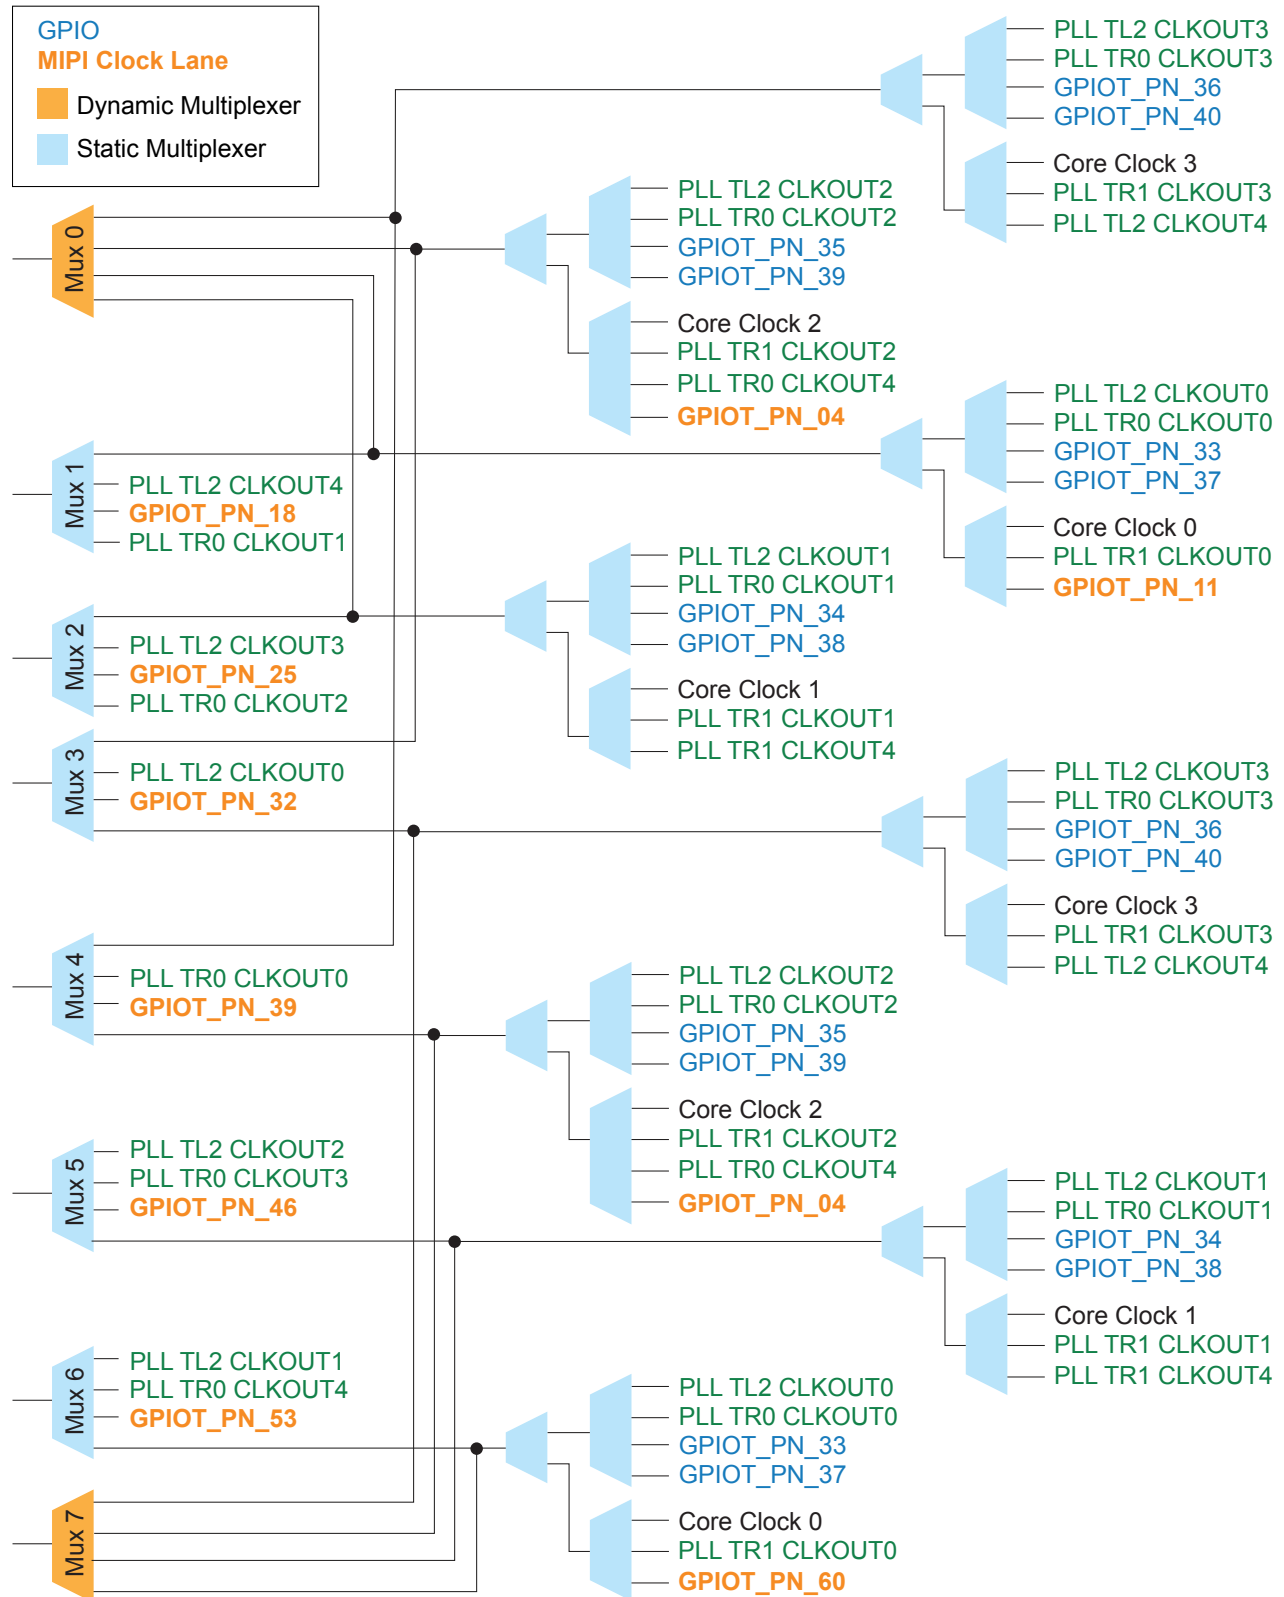 GPIO
MIPI Clock Lane
Dynamic Multiplexer
Static Multiplexer
PLL TL2 CLKOUT3
PLL TR0 CLKOUT3
GPIOT_PN_36
GPIOT_PN_40
Core Clock 3
PLL TR1 CLKOUT3
PLL TL2 CLKOUT4
Mux 0
PLL TL2 CLKOUT2
PLL TR0 CLKOUT2
GPIOT_PN_35
GPIOT_PN_39
Core Clock 2
PLL TR1 CLKOUT2
PLL TR0 CLKOUT4
GPIOT_PN_04
PLL TL2 CLKOUT0
PLL TR0 CLKOUT0
GPIOT_PN_33
GPIOT_PN_37
Core Clock 0
PLL TR1 CLKOUT0
GPIOT_PN_11
Mux 1
PLL TL2 CLKOUT4
GPIOT_PN_18
PLL TR0 CLKOUT1
PLL TL2 CLKOUT1
PLL TR0 CLKOUT1
GPIOT_PN_34
GPIOT_PN_38
Core Clock 1
PLL TR1 CLKOUT1
PLL TR1 CLKOUT4
Mux 2
PLL TL2 CLKOUT3
GPIOT_PN_25
PLL TR0 CLKOUT2
Mux 3
PLL TL2 CLKOUT0
GPIOT_PN_32
PLL TL2 CLKOUT3
PLL TR0 CLKOUT3
GPIOT_PN_36
GPIOT_PN_40
Core Clock 3
PLL TR1 CLKOUT3
PLL TL2 CLKOUT4
Mux 4
PLL TR0 CLKOUT0
GPIOT_PN_39
PLL TL2 CLKOUT2
PLL TR0 CLKOUT2
GPIOT_PN_35
GPIOT_PN_39
Core Clock 2
PLL TR1 CLKOUT2
PLL TR0 CLKOUT4
GPIOT_PN_04
Mux 5
PLL TL2 CLKOUT2
PLL TR0 CLKOUT3
GPIOT_PN_46
PLL TL2 CLKOUT1
PLL TR0 CLKOUT1
GPIOT_PN_34
GPIOT_PN_38
Core Clock 1
PLL TR1 CLKOUT1
PLL TR1 CLKOUT4
Mux 6
PLL TL2 CLKOUT1
PLL TR0 CLKOUT4
GPIOT_PN_53
PLL TL2 CLKOUT0
PLL TR0 CLKOUT0
GPIOT_PN_33
GPIOT_PN_37
Core Clock 0
PLL TR1 CLKOUT0
GPIOT_PN_60
Mux 7